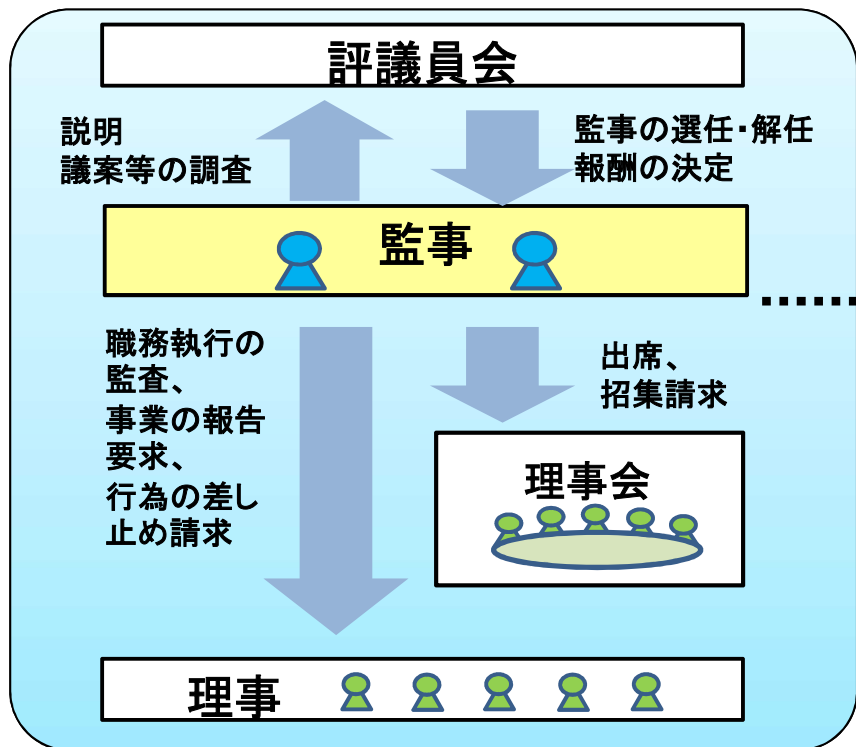 評議員会
説明
議案等の調査
監事の選任・解任
報酬の決定
監事
職務執行の
監査、
事業の報告
要求、
行為の差し
止め請求
出席、
招集請求
理事会
理事